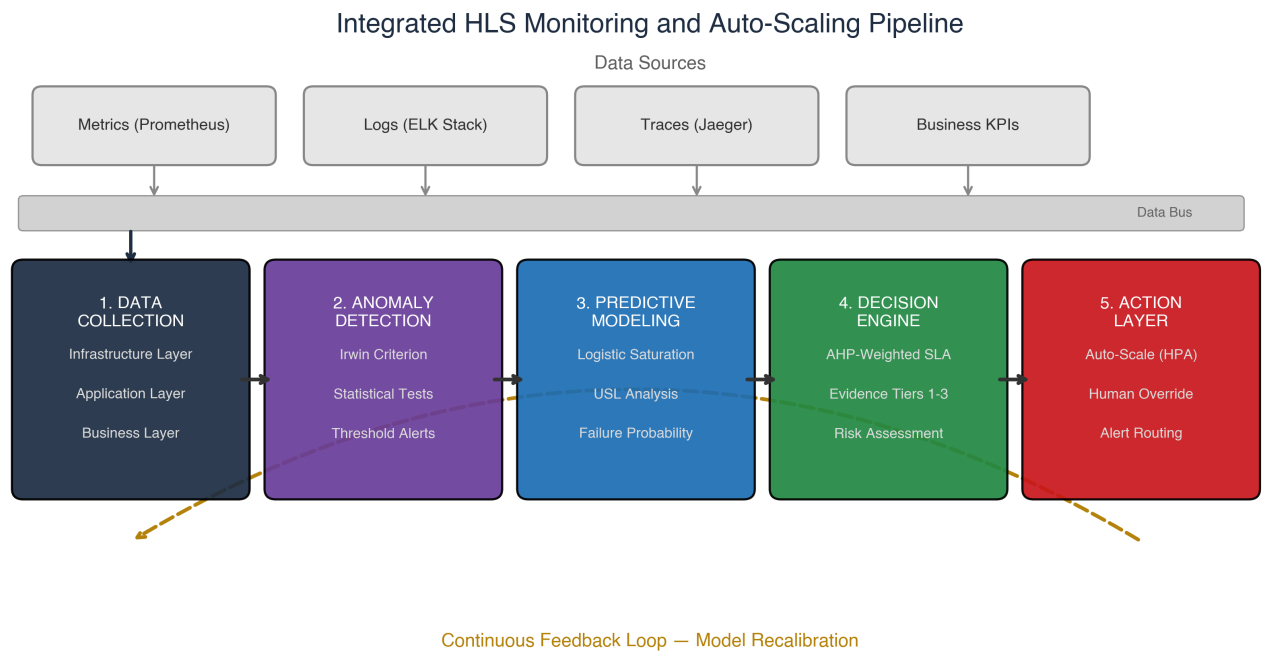 Integrated HLS Monitoring and Auto-Scaling Pipeline
Data Sources
Metrics (Prometheus)
Logs (ELK Stack)
Traces (Jaeger)
Business KPIs
Data Bus
1. DATA
COLLECTION
Infrastructure Layer
Application Layer
Business Layer
2. ANOMALY
DETECTION
Irwin Criterion
Statistical Tests
Threshold Alerts
3. PREDICTIVE
MODELING
Logistic Saturation
USL Analysis
Failure Probability
4. DECISION
ENGINE
AHP-Weighted SLA
Evidence Tiers 1-3
Risk Assessment
5. ACTION
LAYER
Auto-Scale (HPA)
Human Override
Alert Routing
Continuous Feedback Loop — Model Recalibration